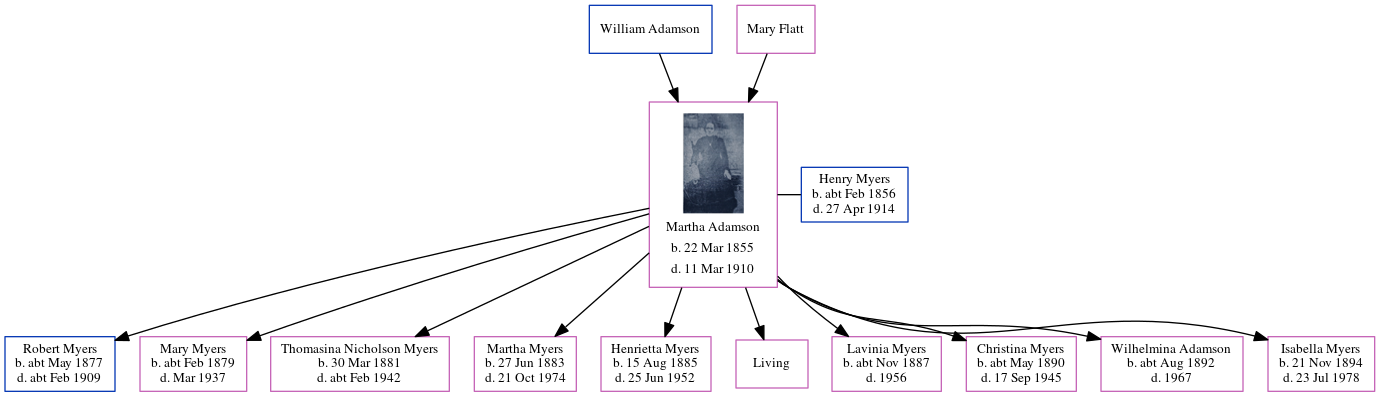 William Adamson
Mary Flatt
Henry Myers
b. abt Feb 1856
d. 27 Apr 1914
Martha Adamson
b. 22 Mar 1855
d. 11 Mar 1910
Robert Myers
b. abt May 1877
d. abt Feb 1909
Mary Myers
b. abt Feb 1879
d. Mar 1937
Thomasina Nicholson Myers
b. 30 Mar 1881
d. abt Feb 1942
Martha Myers
b. 27 Jun 1883
d. 21 Oct 1974
Henrietta Myers
b. 15 Aug 1885
d. 25 Jun 1952
Living
Lavinia Myers
b. abt Nov 1887
d. 1956
Christina Myers
b. abt May 1890
d. 17 Sep 1945
Wilhelmina Adamson
b. abt Aug 1892
d. 1967
Isabella Myers
b. 21 Nov 1894
d. 23 Jul 1978